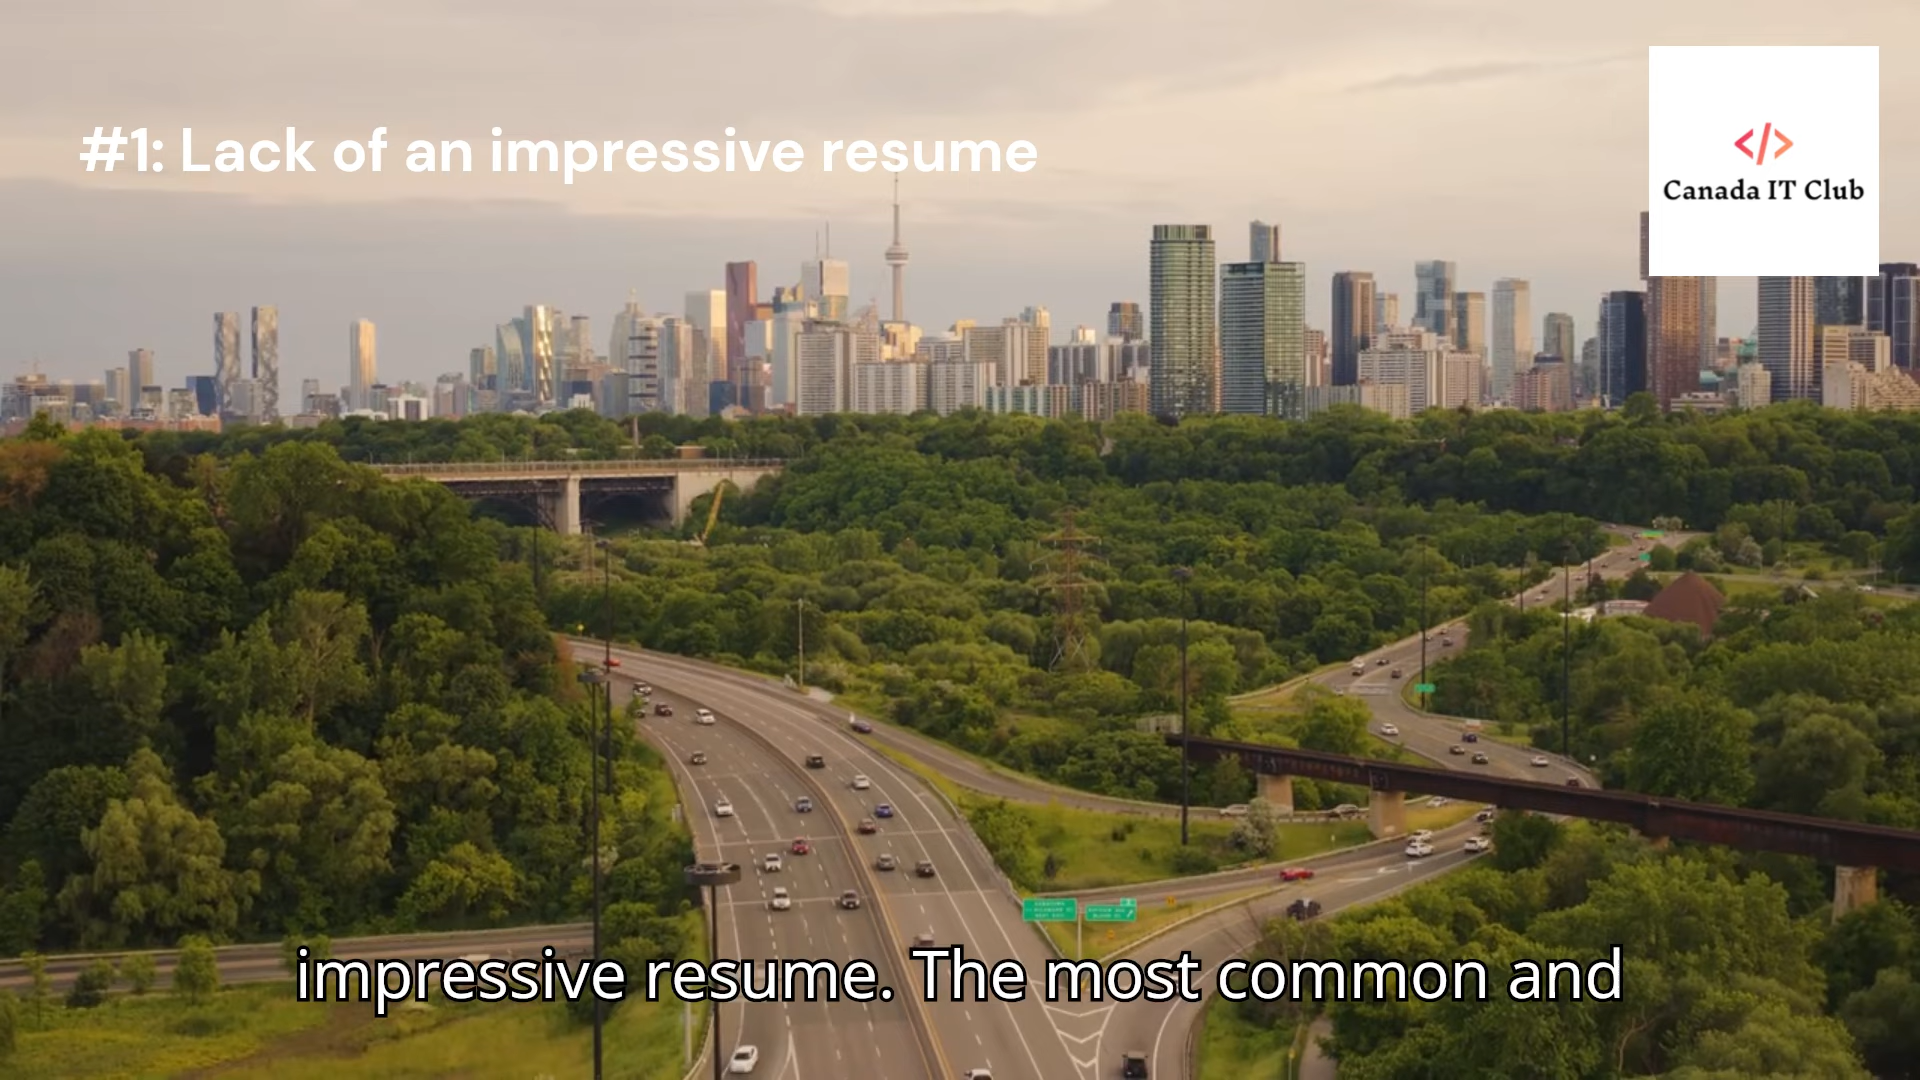 #1: Lack of an impressive resume
</>
Canada IT Club
impressive resume. The most common and